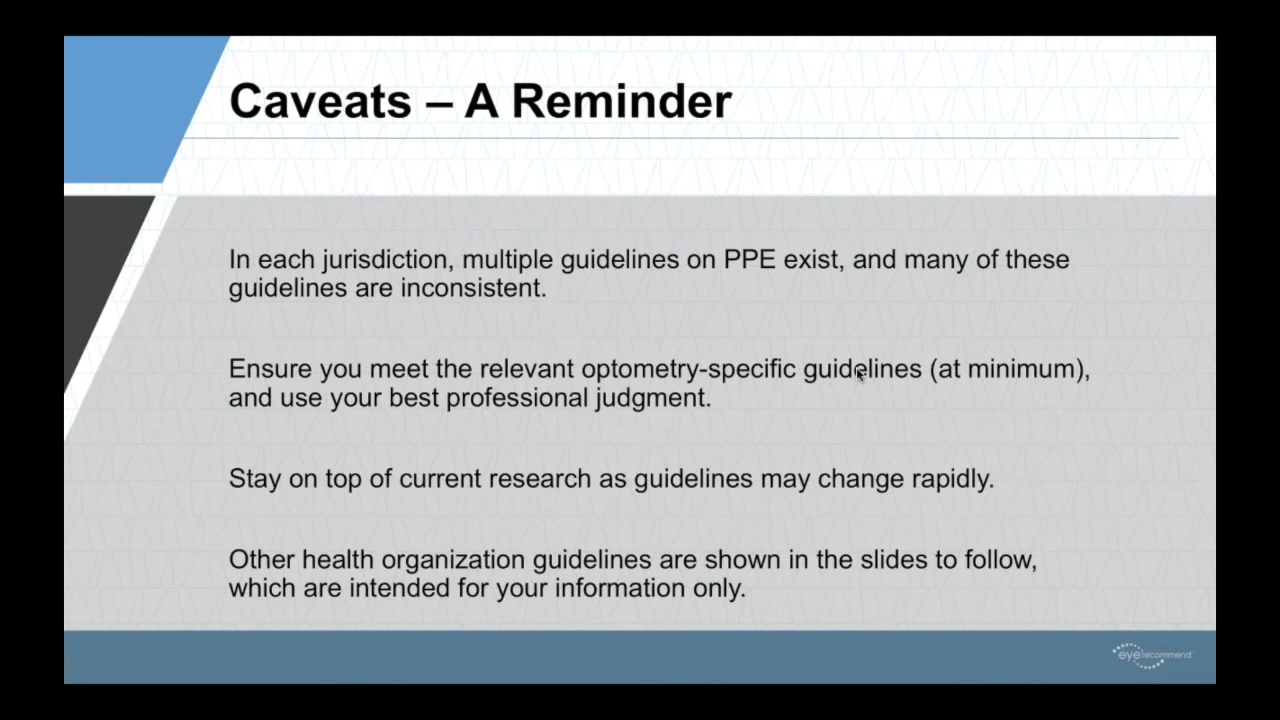 Caveats – A Reminder
In each jurisdiction, multiple guidelines on PPE exist, and many of these
guidelines are inconsistent.
Ensure you meet the relevant optometry-specific guidelines (at minimum),
and use your best professional judgment.
Stay on top of current research as guidelines may change rapidly.
Other health organization guidelines are shown in the slides to follow,
which are intended for your information only.
eyerecommend